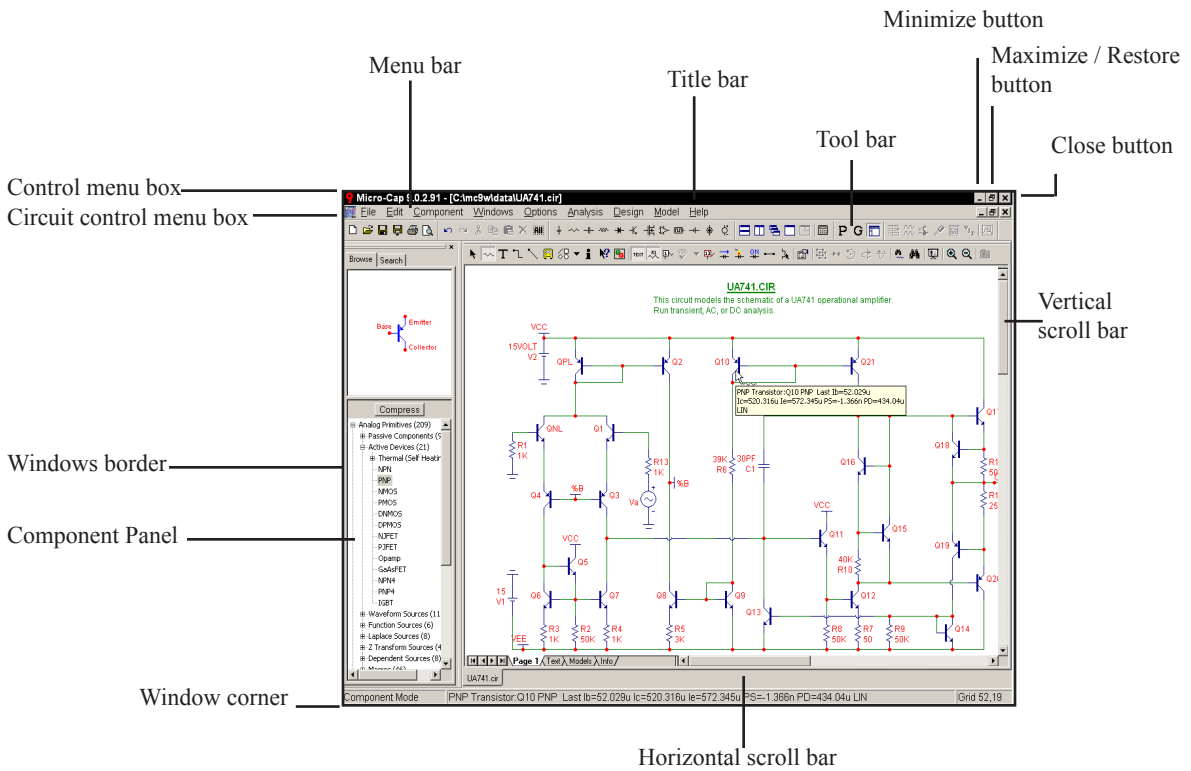 Minimize button
Maximize / Restore
button
Menu bar
Title bar
Tool bar
Close button
Control menu box
Circuit control menu box
Windows border
Component Panel
Window corner
Vertical
scroll bar
Horizontal scroll bar
Micro-Cap 9.0.2.91 - [C:\mc9w\data\UA741.cir]
File Edit Component Windows Options Analysis Design Model Help
P G
Browse Search
T i TEXT ON
Base
Emitter
Collector
Compress
Analog Primitives (209)
Passive Components (9
Active Devices (21)
Thermal (Self Heatin
NPN
PNP
NMOS
PMOS
DNMOS
DPMOS
NJFET
PJFET
Opamp
GaAsFET
NPN4
PNP4
IGBT
Waveform Sources (11
Function Sources (6)
Laplace Sources (8)
Z Transform Sources (4
Dependent Sources (8)
Macros (46)
UA741.CIR
This circuit models the schematic of a UA741 operational amplifier.
Run transient, AC, or DC analysis.
VCC
15VOLT
V2
QPL
Q2
Q10
Q21
PNP Transistor:Q10 PNP Last Ib=52.029u
Ic=520.316u Ie=572.345u PS=-1.366n PD=434.04u
LIN
Q17
QNL
Q1
Q18
R1
1K
R13
1K
39K
R6
30PF
C1
Q16
R1
50
Q4
%B
Q3
Va
%B
R1
25
VCC
VCC
Q11
Q15
Q5
40K
R10
Q19
Q20
15
V1
Q6
Q7
Q8
Q9
Q13
Q12
Q14
VEE
R3
1K
R2
50K
R4
1K
R5
3K
R8
50K
R7
50
R9
50K
Page 1 Text Models Info
UA741.cir
Component Mode
PNP Transistor:Q10 PNP Last Ib=52.029u Ic=520.316u Ie=572.345u PS=-1.366n PD=434.04u LIN
Grid 52,19